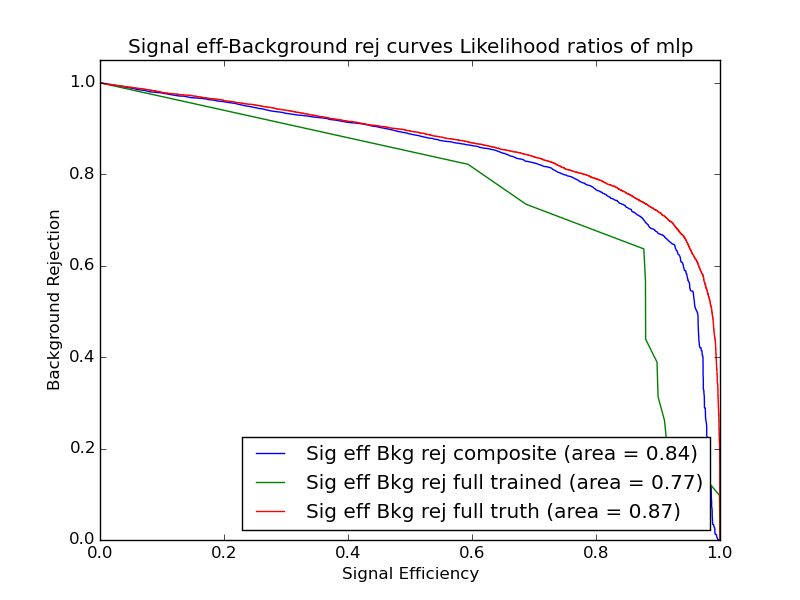 Signal eff-Background rej curves Likelihood ratios of mlp
1.0
0.8
0.6
0.4
0.2
0.0
Background Rejection
Sig eff Bkg rej composite (area = 0.84)
Sig eff Bkg rej full trained (area = 0.77)
Sig eff Bkg rej full truth (area = 0.87)
0.0 0.2 0.4 0.6 0.8 1.0
Signal Efficiency